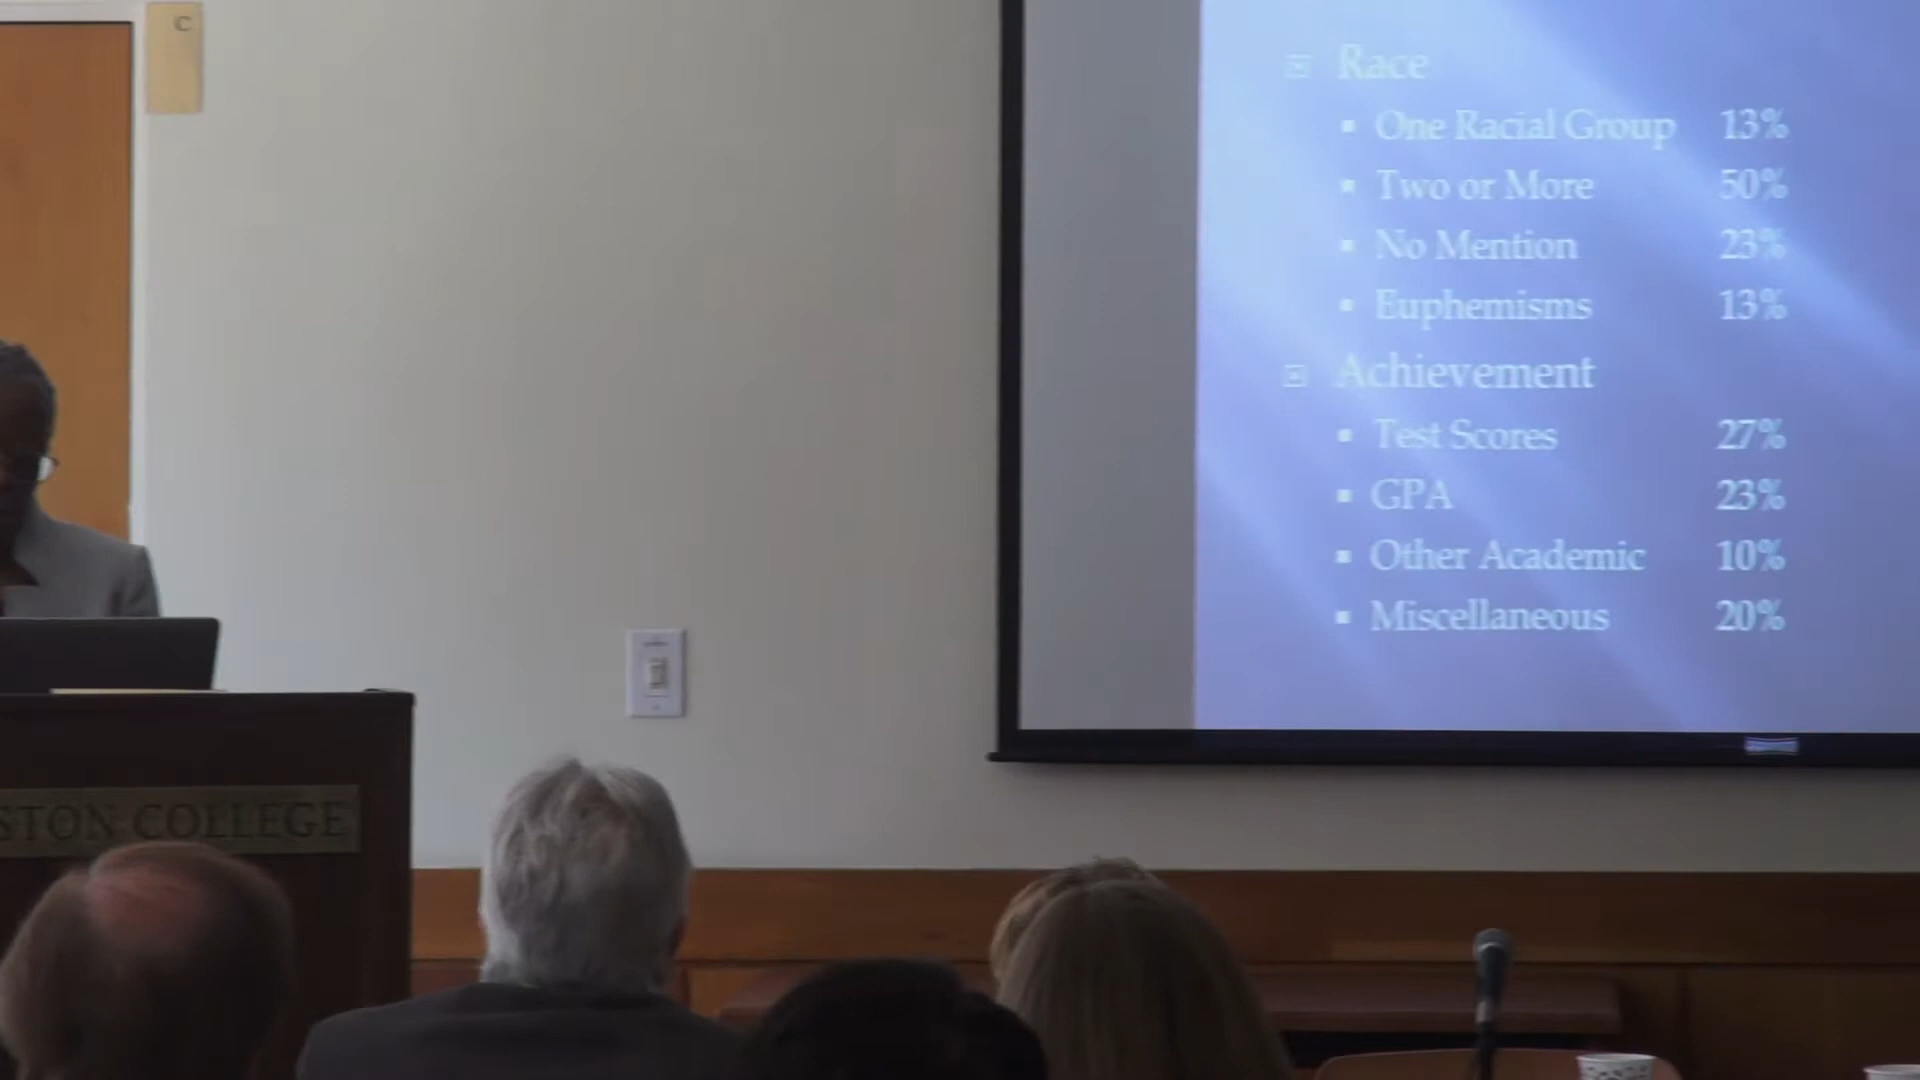 C
Race
One Racial Group 13%
Two or More 50%
No Mention 23%
Euphemisms 13%
Achievement
Test Scores 27%
GPA 23%
Other Academic 10%
Miscellaneous 20%
STON COLLEGE